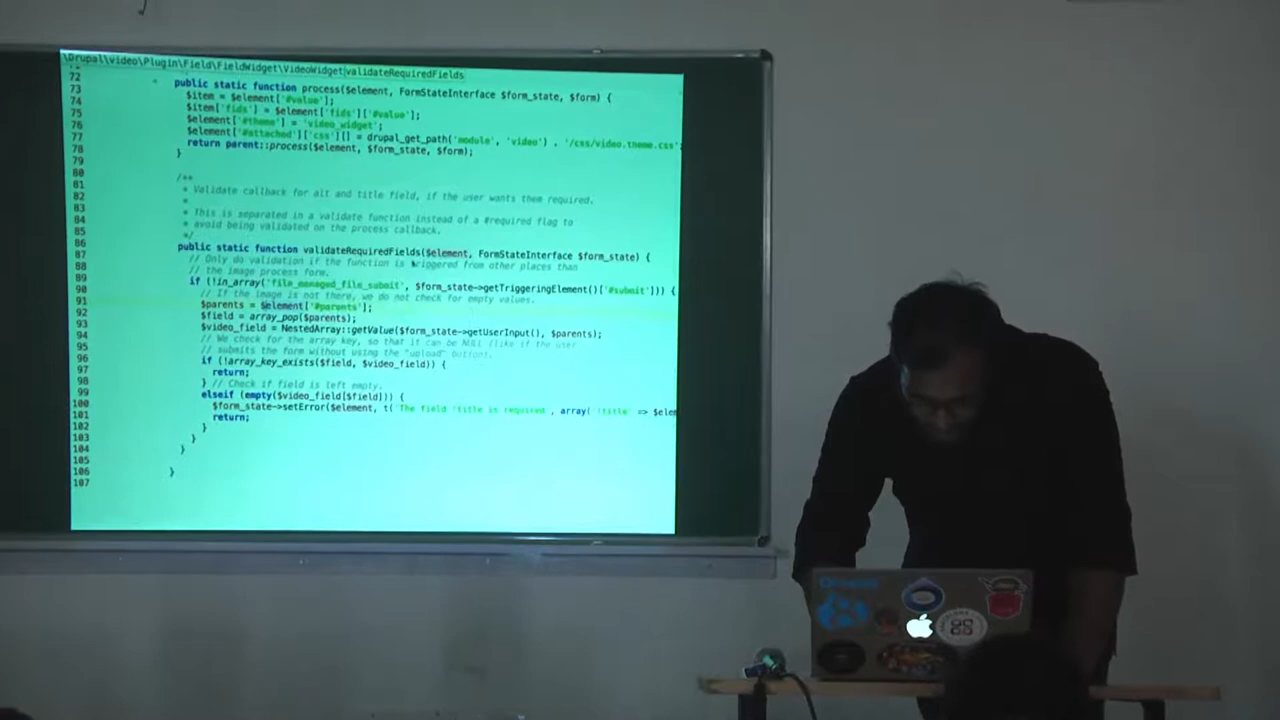 \Drupal\video\Plugin\Field\FieldWidget\VideoWidget|validateRequiredFields
72
73 public static function process($element, FormStateInterface $form_state, $form) {
74 $item = $element['#value'];
75 $item['fids'] = $element['fids']['#value'];
76 $element['#theme'] = 'video_widget';
77 $element['#attached']['css'][] = drupal_get_path('module', 'video') . '/css/video.theme.css';
78 return parent::process($element, $form_state, $form);
79 }
80
81 /**
82 * Validate callback for alt and title field, if the user wants them required.
83 *
84 * This is separated in a validate function instead of a #required flag to
85 * avoid being validated on the process callback.
86 */
87 public static function validateRequiredFields($element, FormStateInterface $form_state) {
88 // Only do validation if the function is triggered from other places than
89 // the image process form.
90 if (!in_array('file_managed_file_submit', $form_state->getTriggeringElement()['#submit'])) {
91 // If the image is not there, we do not check for empty values.
92 $parents = $element['#parents'];
93 $field = array_pop($parents);
94 $video_field = NestedArray::getValue($form_state->getUserInput(), $parents);
95 // We check for the array key, so that it can be NULL (like if the user
96 // submits the form without using the "upload" button).
97 if (!array_key_exists($field, $video_field)) {
98 return;
99 } // Check if field is left empty.
100 elseif (empty($video_field[$field])) {
101 $form_state->setError($element, t('The field !title is required', array('!title' => $elem
102 return;
103 }
104 }
105 }
106
107 }